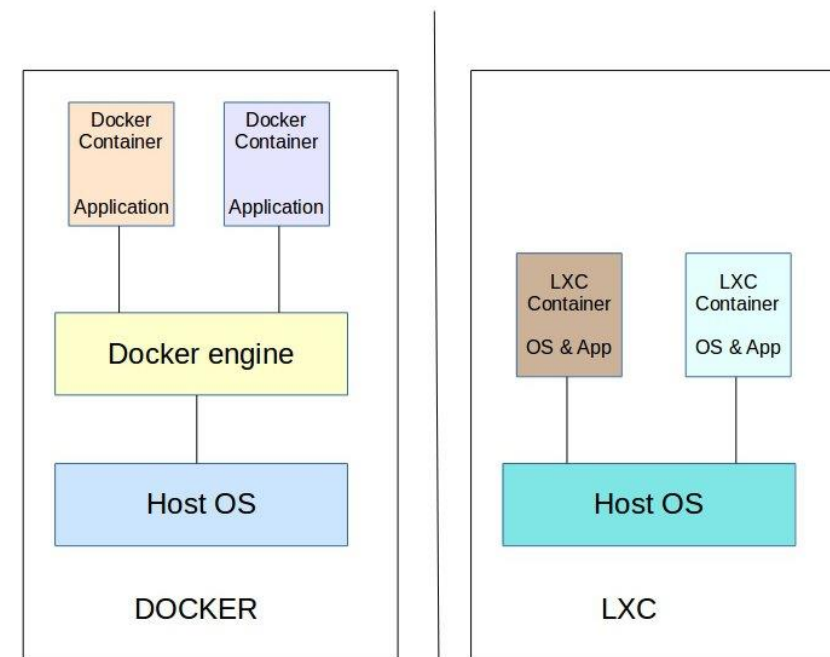 Docker
Container
Application
Docker
Container
Application
Docker engine
Host OS
DOCKER
LXC
Container
OS & App
LXC
Container
OS & App
Host OS
LXC